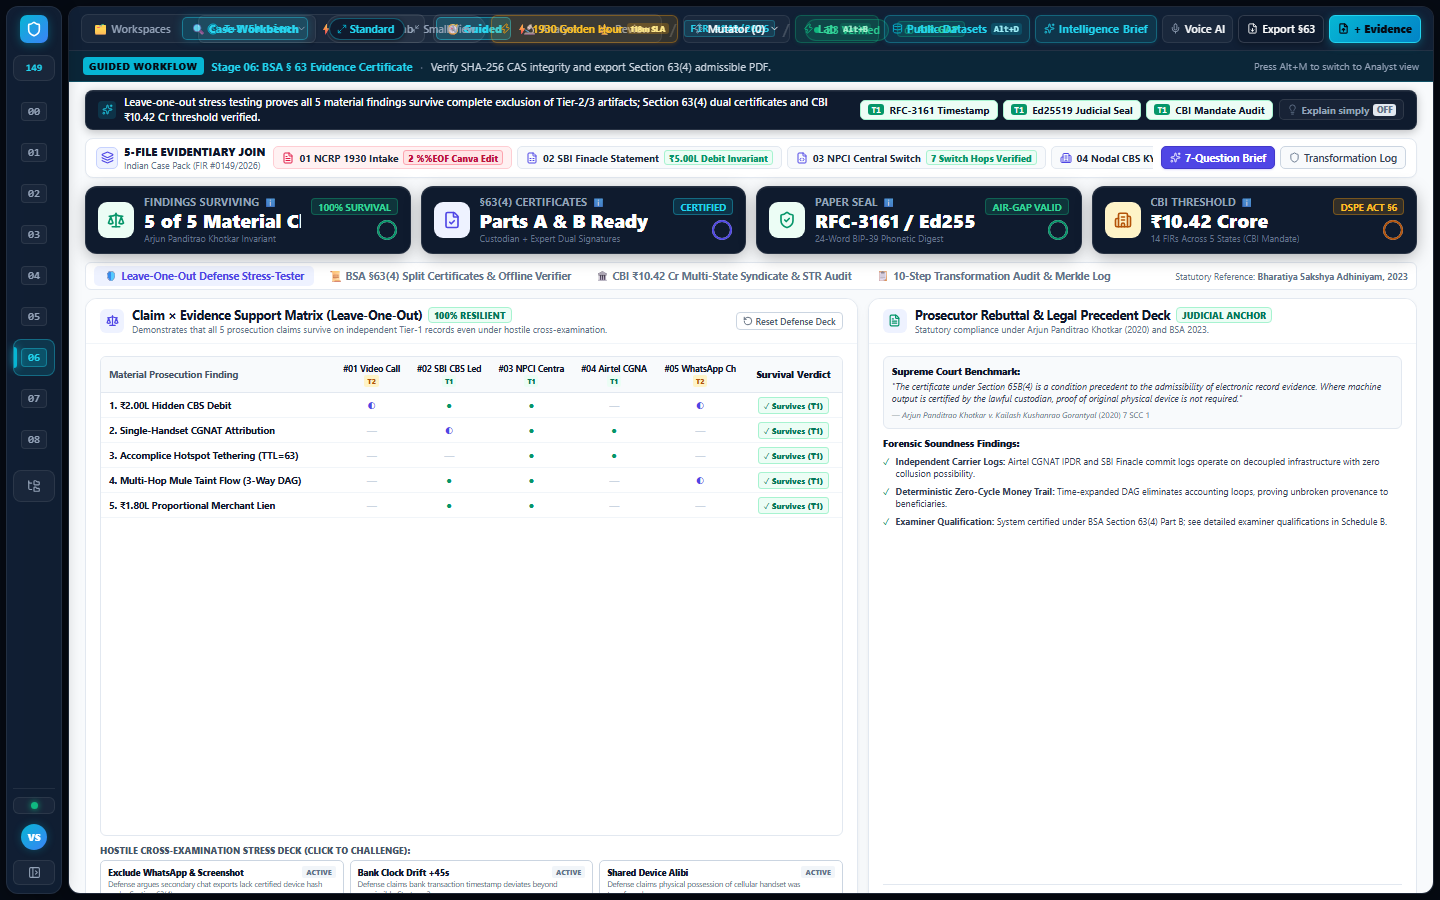 149
00
01
02
03
04
05
06
07
08
VS
Workspaces
Case Workbench
Standard
Guided
1930 Golden Hour
Mutator (0)
Lab
Alt+B
Public Datasets Alt+D
Intelligence Brief
Voice AI
Export §63
+ Evidence
GUIDED WORKFLOW
Stage 06: BSA § 63 Evidence Certificate · Verify SHA-256 CAS integrity and export Section 63(4) admissible PDF.
Press Alt+M to switch to Analyst view
Leave-one-out stress testing proves all 5 material findings survive complete exclusion of Tier-2/3 artifacts; Section 63(4) dual certificates and CBI
₹10.42 Cr threshold verified.
T1 RFC-3161 Timestamp
T1 Ed25519 Judicial Seal
T1 CBI Mandate Audit
Explain simply OFF
5-FILE EVIDENTIARY JOIN
Indian Case Pack (FIR #0149/2026)
01 NCRP 1930 Intake 2 %%EOF Canva Edit
02 SBI Finacle Statement ₹5.00L Debit Invariant
03 NPCI Central Switch 7 Switch Hops Verified
04 Nodal CBS KY
7-Question Brief
Transformation Log
FINDINGS SURVIVING
100% SURVIVAL
5 of 5 Material Cl
Arjun Panditrao Khotkar Invariant
§63(4) CERTIFICATES
CERTIFIED
Parts A & B Ready
Custodian + Expert Dual Signatures
PAPER SEAL
AIR-GAP VALID
RFC-3161 / Ed255
24-Word BIP-39 Phonetic Digest
CBI THRESHOLD
DSPE ACT §6
₹10.42 Crore
14 FIRs Across 5 States (CBI Mandate)
Leave-One-Out Defense Stress-Tester
BSA §63(4) Split Certificates & Offline Verifier
CBI ₹10.42 Cr Multi-State Syndicate & STR Audit
10-Step Transformation Audit & Merkle Log
Statutory Reference: Bharatiya Sakshya Adhiniyam, 2023
Claim × Evidence Support Matrix (Leave-One-Out) 100% RESILIENT
Demonstrates that all 5 prosecution claims survive on independent Tier-1 records even under hostile cross-examination.
Reset Defense Deck
Material Prosecution Finding
#01 Video Call
T2
#02 SBI CBS Led
T1
#03 NPCI Centra
T1
#04 Airtel CGNA
T1
#05 WhatsApp Ch
T2
Survival Verdict
1. ₹2.00L Hidden CBS Debit ◐ ● ● — ◐ ✓ Survives (T1)
2. Single-Handset CGNAT Attribution — ◐ ● ● — ✓ Survives (T1)
3. Accomplice Hotspot Tethering (TTL=63) — — ● ● — ✓ Survives (T1)
4. Multi-Hop Mule Taint Flow (3-Way DAG) — ● ● — ◐ ✓ Survives (T1)
5. ₹1.80L Proportional Merchant Lien — ● ● — — ✓ Survives (T1)
HOSTILE CROSS-EXAMINATION STRESS DECK (CLICK TO CHALLENGE):
Exclude WhatsApp & Screenshot ACTIVE
Defense argues secondary chat exports lack certified device hash
Bank Clock Drift +45s ACTIVE
Defense claims bank transaction timestamp deviates beyond
Shared Device Alibi ACTIVE
Defense claims physical possession of cellular handset was
Prosecutor Rebuttal & Legal Precedent Deck JUDICIAL ANCHOR
Statutory compliance under Arjun Panditrao Khotkar (2020) and BSA 2023.
Supreme Court Benchmark:
"The certificate under Section 65B(4) is a condition precedent to the admissibility of electronic record evidence. Where machine
output is certified by the lawful custodian, proof of original physical device is not required."
— Arjun Panditrao Khotkar v. Kailash Kushanrao Gorantyal (2020) 7 SCC 1
Forensic Soundness Findings:
✓ Independent Carrier Logs: Airtel CGNAT IPDR and SBI Finacle commit logs operate on decoupled infrastructure with zero
collusion possibility.
✓ Deterministic Zero-Cycle Money Trail: Time-expanded DAG eliminates accounting loops, proving unbroken provenance to
beneficiaries.
✓ Examiner Qualification: System certified under BSA Section 63(4) Part B; see detailed examiner qualifications in Schedule B.